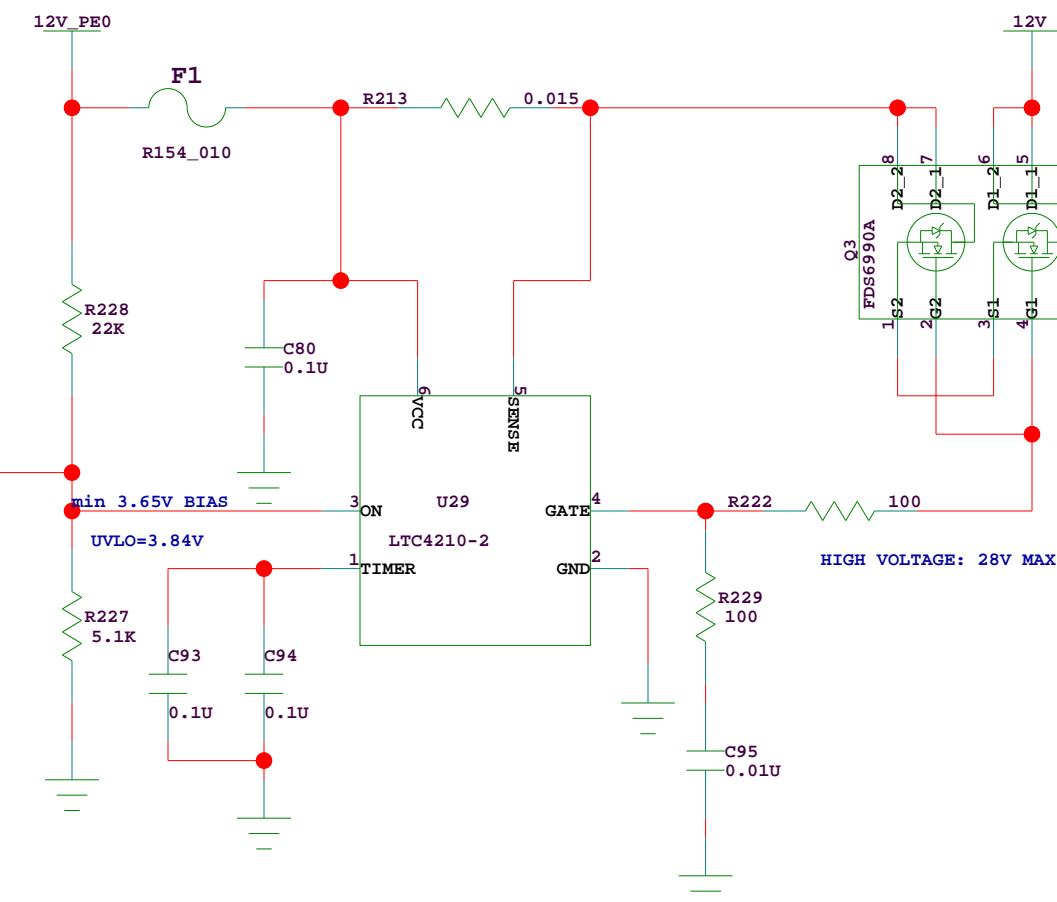 12V_PE0
12V
F1
R213
0.015
R154_010
8
7
6
5
D2_2
D2_1
D1_2
D1_1
Q3
FDS6990A
S2
G2
S1
G1
1
2
3
4
R228
22K
C80
0.1U
6
5
VCC
SENSE
min 3.65V BIAS
3
ON
U29
GATE
4
R222
100
UVLO=3.84V
LTC4210-2
1
TIMER
GND
2
HIGH VOLTAGE: 28V MAX
R229
100
R227
5.1K
C93
C94
0.1U
0.1U
C95
0.01U